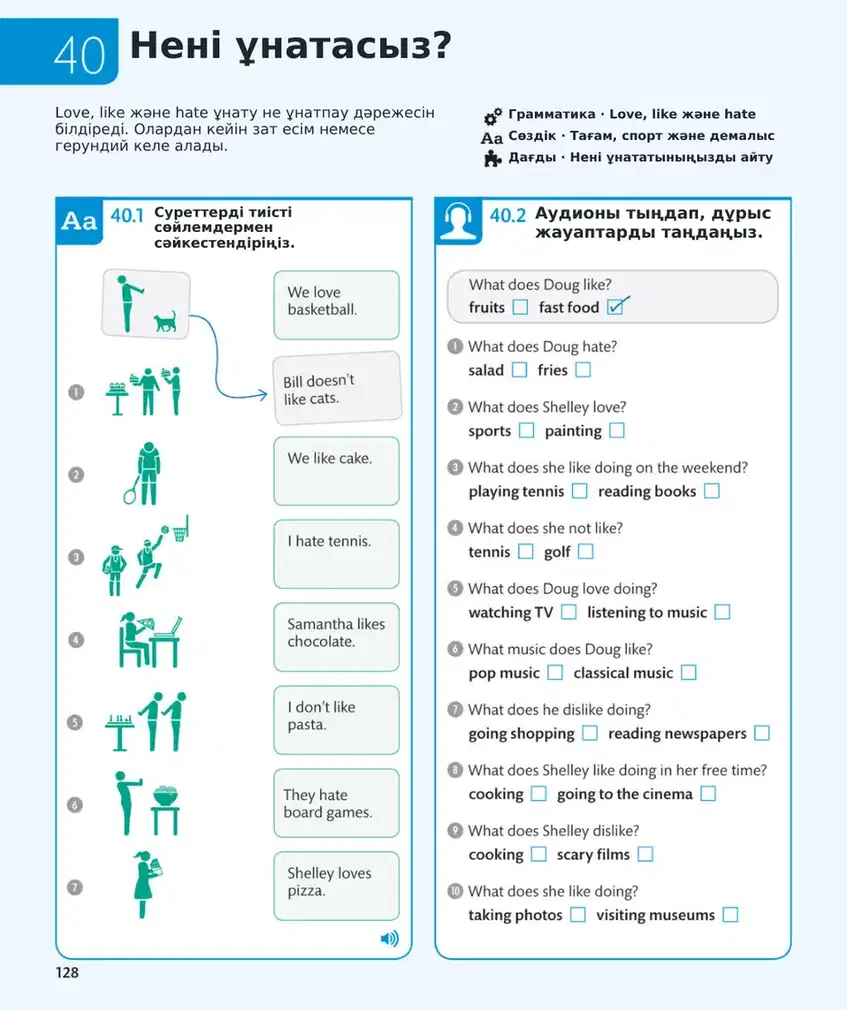 40
Нені ұнатасыз?
Love, like және hate ұнату не ұнатпау дәрежесін
білдіреді. Олардан кейін зат есім немесе
герундий келе алады.
Грамматика · Love, like және hate
Aa Сөздік · Тағам, спорт және демалыс
Дағды · Нені ұнататыныңызды айту
Aa 40.1 Суреттерді тиісті
сөйлемдермен
сәйкестендіріңіз.
We love
basketball.
Bill doesn't
like cats.
We like cake.
I hate tennis.
Samantha likes
chocolate.
I don't like
pasta.
They hate
board games.
Shelley loves
pizza.
1
2
3
4
5
6
7
40.2 Аудионы тыңдап, дұрыс
жауаптарды таңдаңыз.
What does Doug like?
fruits fast food
1 What does Doug hate?
salad fries
2 What does Shelley love?
sports painting
3 What does she like doing on the weekend?
playing tennis reading books
4 What does she not like?
tennis golf
5 What does Doug love doing?
watching TV listening to music
6 What music does Doug like?
pop music classical music
7 What does he dislike doing?
going shopping reading newspapers
8 What does Shelley like doing in her free time?
cooking going to the cinema
9 What does Shelley dislike?
cooking scary films
10 What does she like doing?
taking photos visiting museums
128